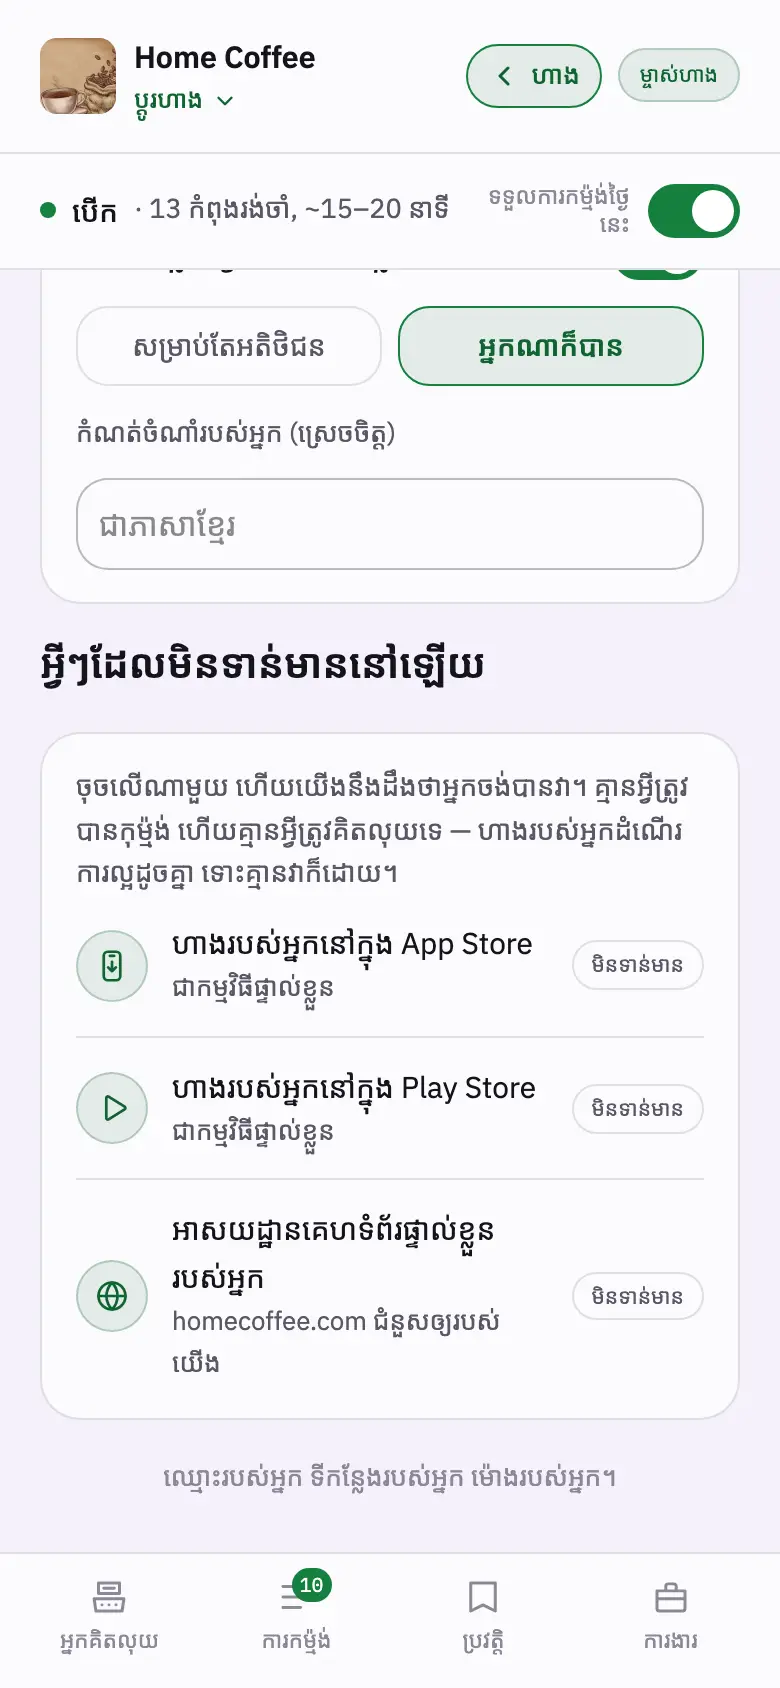 Home Coffee
ប្ដូរហាង
ហាង
ម្ចាស់ហាង
បើក · 13 កំពុងរង់ចាំ, ~15–20 នាទី
ទទួលការកម្ម៉ង់ថ្ងៃ
នេះ
សម្រាប់តែអតិថិជន
អ្នកណាក៏បាន
កំណត់ចំណាំរបស់អ្នក (ស្រេចចិត្ត)
ជាភាសាខ្មែរ
អ្វីៗដែលមិនទាន់មាននៅឡើយ
ចុចលើណាមួយ ហើយយើងនឹងដឹងថាអ្នកចង់បានវា។ គ្មានអ្វីត្រូវ
បានកុម្ម៉ង់ ហើយគ្មានអ្វីត្រូវគិតលុយទេ — ហាងរបស់អ្នកដំណើរ
ការល្អដូចគ្នា ទោះគ្មានវាក៏ដោយ។
ហាងរបស់អ្នកនៅក្នុង App Store
ជាកម្មវិធីផ្ទាល់ខ្លួន
មិនទាន់មាន
ហាងរបស់អ្នកនៅក្នុង Play Store
ជាកម្មវិធីផ្ទាល់ខ្លួន
មិនទាន់មាន
អាសយដ្ឋានគេហទំព័រផ្ទាល់ខ្លួន
របស់អ្នក
homecoffee.com ជំនួសឲ្យរបស់
យើង
មិនទាន់មាន
ឈ្មោះរបស់អ្នក ទីកន្លែងរបស់អ្នក ម៉ោងរបស់អ្នក។
10
អ្នកគិតលុយ
ការកម្ម៉ង់
ប្រវត្តិ
ការងារ